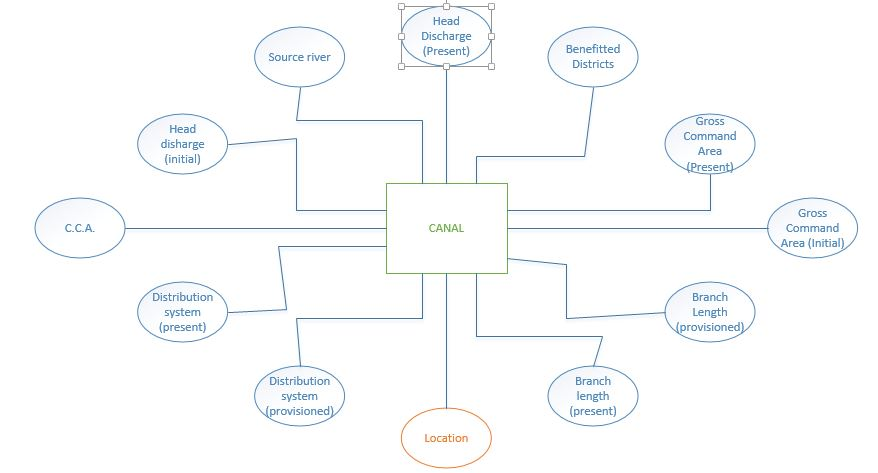 Head
Discharge
(Present)
Source river
Benefitted
Districts
Head
disharge
(initial)
Gross
Command
Area
(Present)
C.C.A.
CANAL
Gross
Command
Area (Initial)
Distribution
system
(present)
Branch
Length
(provisioned)
Distribution
system
(provisioned)
Branch
length
(present)
Location